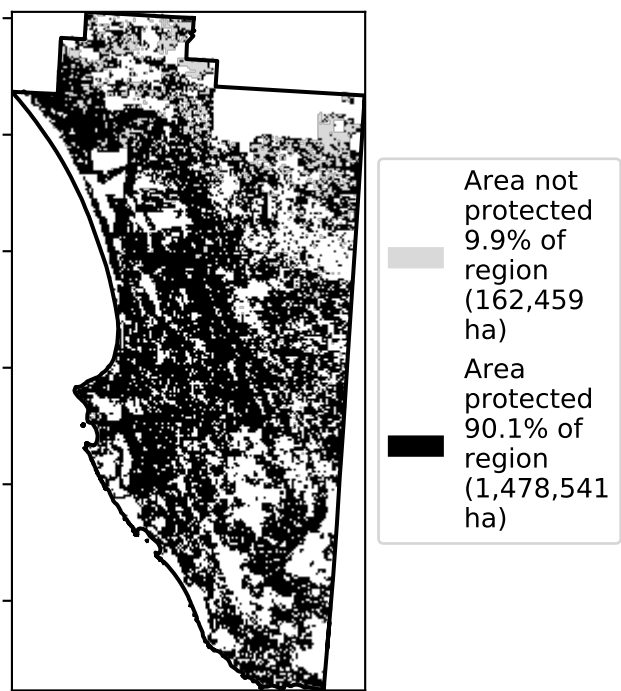 Area not
protected
9.9% of
region
(162,459
ha)
Area
protected
90.1% of
region
(1,478,541
ha)